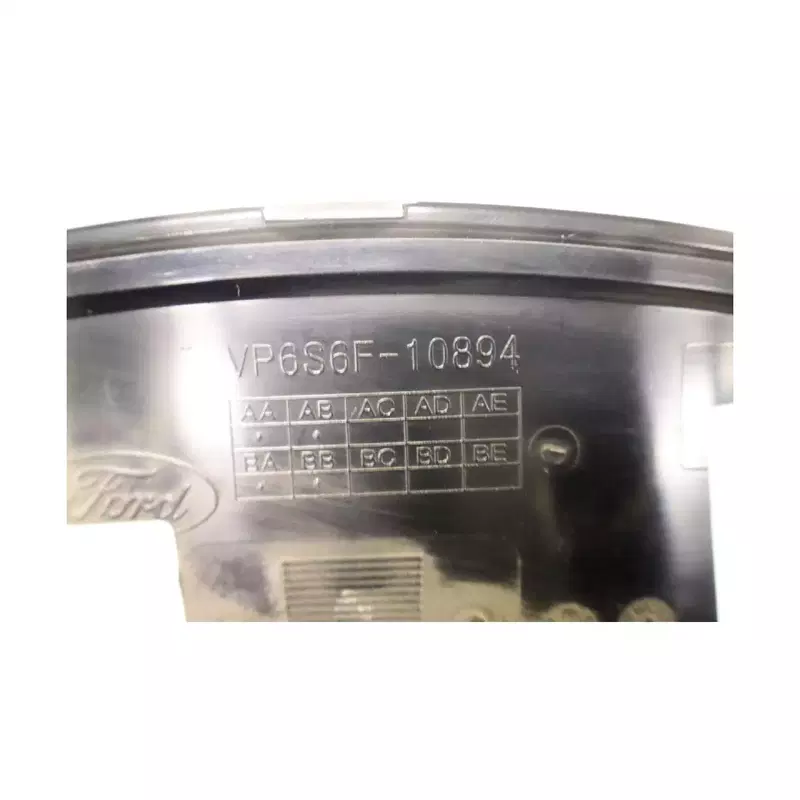 VP6S6F-10894
AA AB AC AD AE
BA BB BC BD BE
Ford